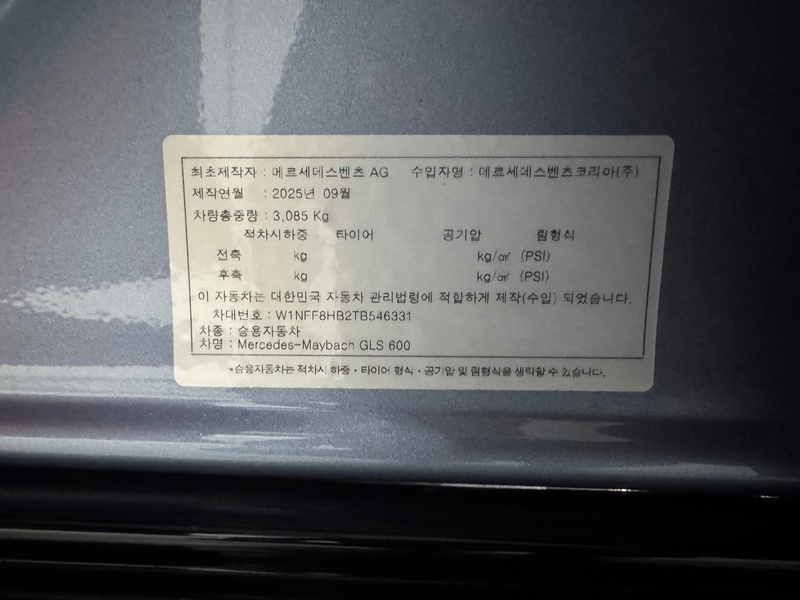 최초제작자 : 메르세데스벤츠 AG 수입자명 : 메르세데스벤츠코리아(주)
제작연월 : 2025년 09월
차량총중량 : 3,085 Kg
적차시하중 타이어 공기압 림형식
전축 kg kg/㎠ (PSI)
후축 kg kg/㎠ (PSI)
이 자동차는 대한민국 자동차 관리법령에 적합하게 제작(수입) 되었습니다.
차대번호 : W1NFF8HB2TB546331
차종 : 승용자동차
차명 : Mercedes-Maybach GLS 600
*승용자동차는 적차시 하중·타이어 형식·공기압 및 림형식을 생략할 수 있습니다.